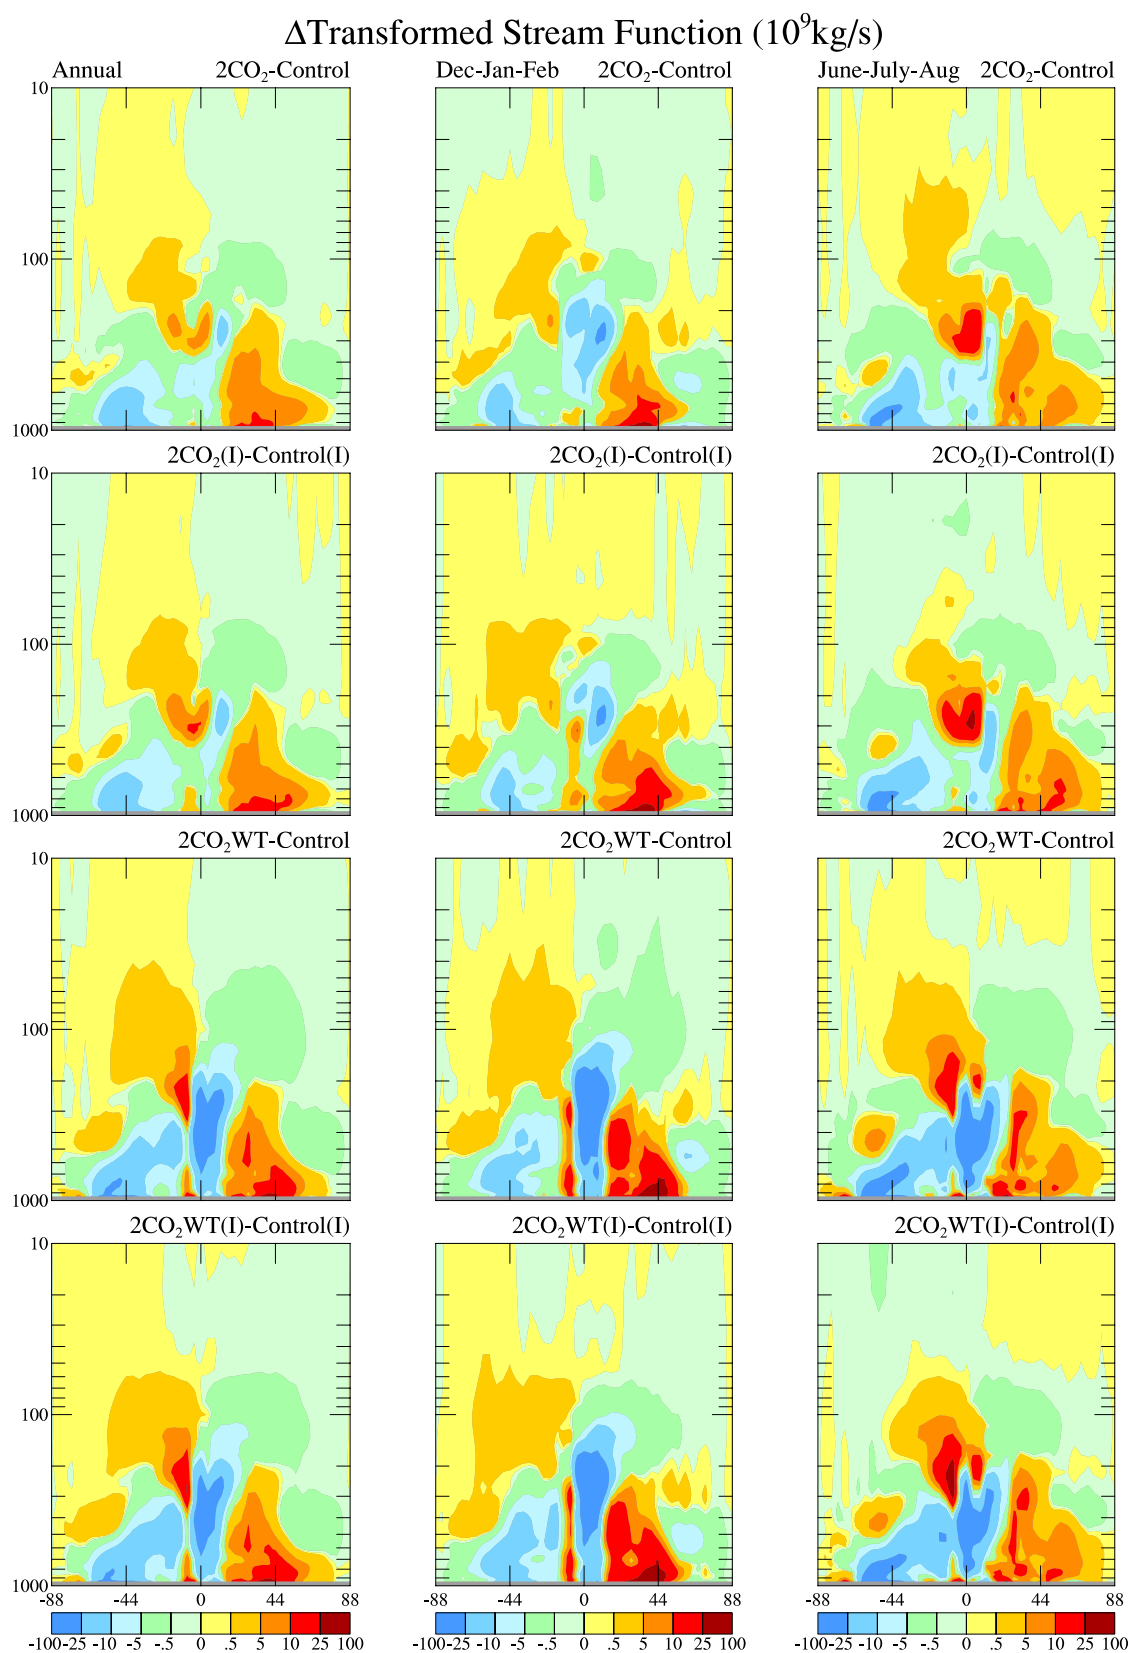 ΔTransformed Stream Function (10⁹kg/s)
Annual 2CO₂-Control Dec-Jan-Feb 2CO₂-Control June-July-Aug 2CO₂-Control
10
100
1000
2CO₂(I)-Control(I) 2CO₂(I)-Control(I) 2CO₂(I)-Control(I)
10
100
1000
2CO₂WT-Control 2CO₂WT-Control 2CO₂WT-Control
10
100
1000
2CO₂WT(I)-Control(I) 2CO₂WT(I)-Control(I) 2CO₂WT(I)-Control(I)
10
100
1000
-88 -44 0 44 88 -88 -44 0 44 88 -88 -44 0 44 88
-100 -25 -10 -5 -.5 0 .5 5 10 25 100 -100 -25 -10 -5 -.5 0 .5 5 10 25 100 -100 -25 -10 -5 -.5 0 .5 5 10 25 100